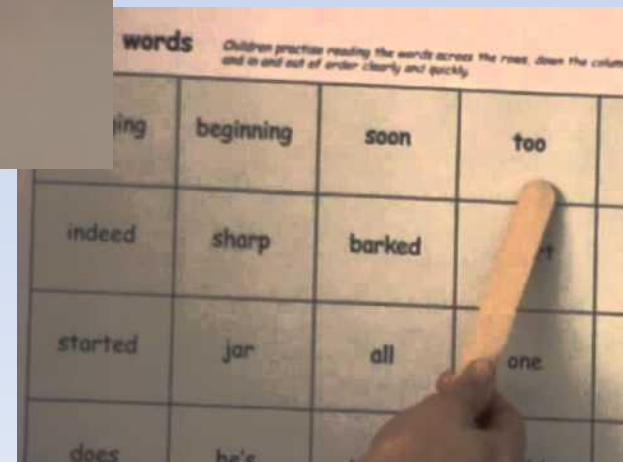 words
Children practise reading the words across the rows, down the
and in and out of order clearly and quickly.
beginning soon too
indeed sharp barked
started jar all one
does he's